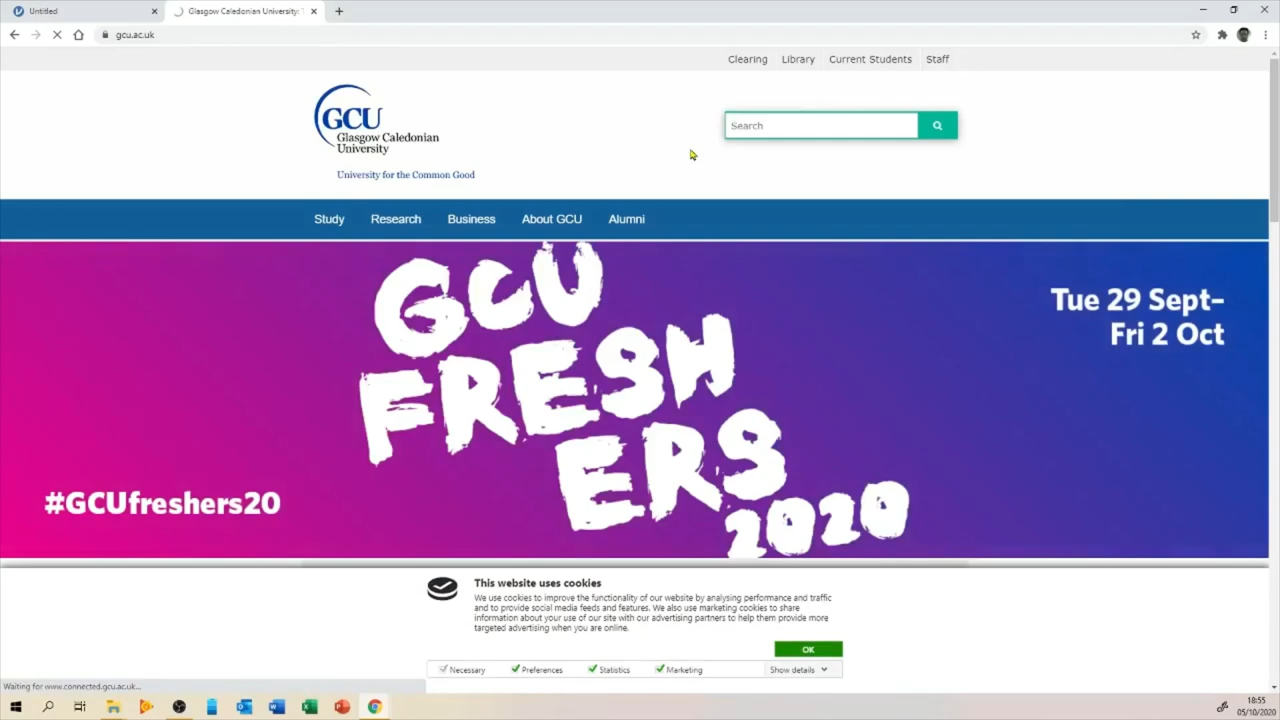 Untitled
Glasgow Caledonian University:
gcu.ac.uk
Clearing Library Current Students Staff
GCU
Glasgow Caledonian
University
University for the Common Good
Search
Study Research Business About GCU Alumni
GCU
FRESH
ERS
2020
Tue 29 Sept–
Fri 2 Oct
#GCUfreshers20
This website uses cookies
We use cookies to improve the functionality of our website by analysing performance and traffic
and to provide social media feeds and features. We also use marketing cookies to share
information about your use of our site with our advertising partners to help them provide more
targeted advertising when you are online.
OK
Necessary Preferences Statistics Marketing Show details
Waiting for www.connected.gcu.ac.uk...
18:55
05/10/2020